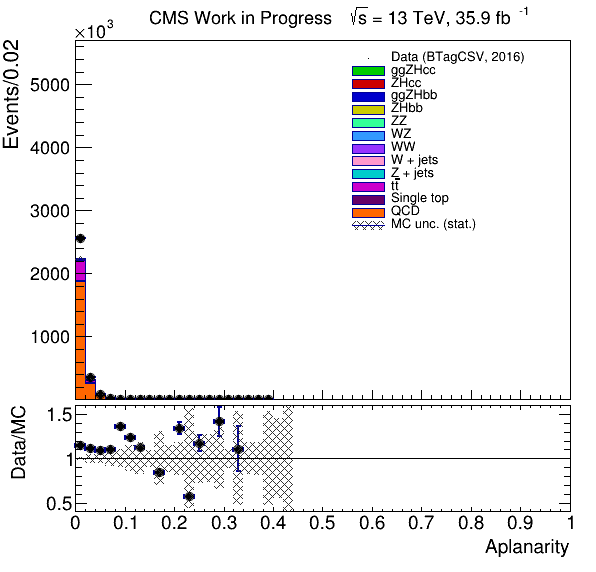 CMS Work in Progress √s = 13 TeV, 35.9 fb -1
×10³
Events/0.02
5000
4000
3000
2000
1000
Data (BTagCSV, 2016)
ggZHcc
ZHcc
ggZHbb
ZHbb
ZZ
WZ
WW
W + jets
Z + jets
tt̅
Single top
QCD
MC unc. (stat.)
Data/MC
1.5
1
0.5
0 0.1 0.2 0.3 0.4 0.5 0.6 0.7 0.8 0.9 1
Aplanarity